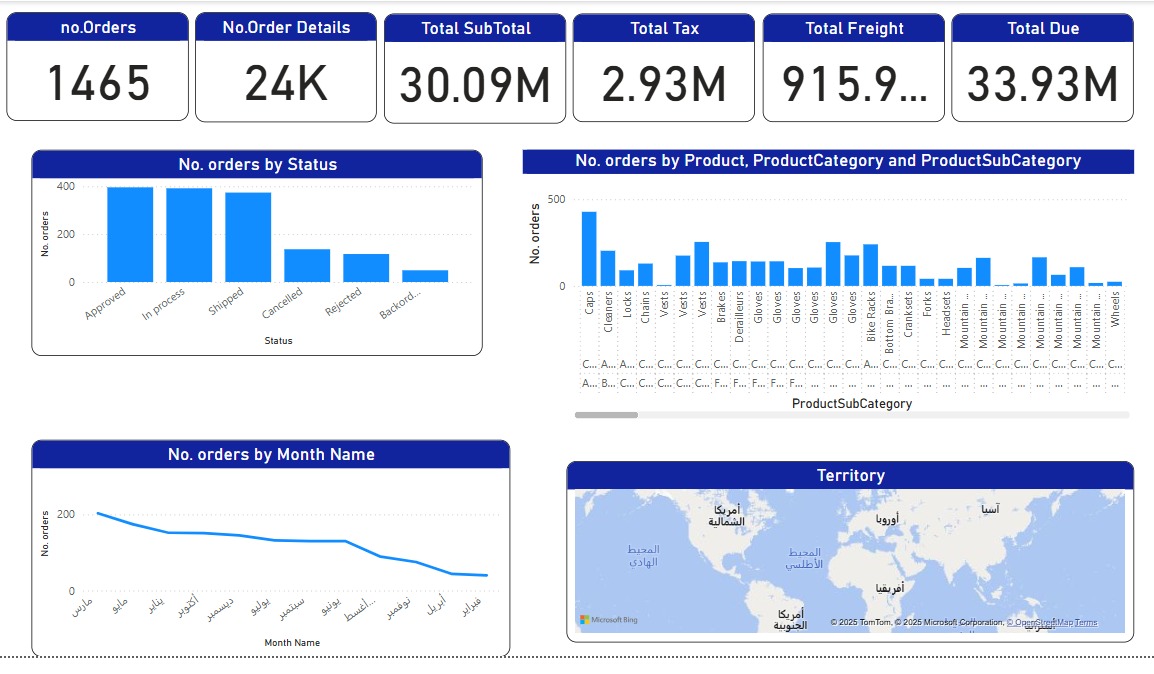 no.Orders
No.Order Details
Total SubTotal
Total Tax
Total Freight
Total Due
1465
24K
30.09M
2.93M
915.9...
33.93M
No. orders by Status
No. orders
400
200
0
Approved
In process
Shipped
Cancelled
Rejected
Backord...
Status
No. orders by Product, ProductCategory and ProductSubCategory
No. orders
500
0
Caps
Cleaners
Locks
Chains
Vests
Vests
Vests
Brakes
Derailleurs
Gloves
Gloves
Gloves
Gloves
Gloves
Gloves
Bike Racks
Bottom Bra...
Cranksets
Forks
Headsets
Mountain ...
Mountain ...
Mountain ...
Mountain ...
Mountain ...
Mountain ...
Mountain ...
Mountain ...
Wheels
C... A... A... C... C... C... C... C... C... C... C... C... C... C... C... A... C... C... C... C... C... C... C... C... C... C... C... C... C...
A... B... C... C... C... C... C... F... F... F... F... F... ... ... ... ... ... ... ... ... ... ... ... ... ... ... ... ... ...
ProductSubCategory
No. orders by Month Name
No. orders
200
0
مارس
مايو
يناير
أكتوبر
ديسمبر
يوليو
سبتمبر
يونيو
أغسط...
نوفمبر
أبريل
فبراير
Month Name
Territory
أمريكا
الشمالية
أوروبا
آسيا
المحيط
الهادي
المحيط
الأطلسي
أفريقيا
أمريكا
الجنوبية
Microsoft Bing
© 2025 TomTom, © 2025 Microsoft Corporation, © OpenStreetMap Terms